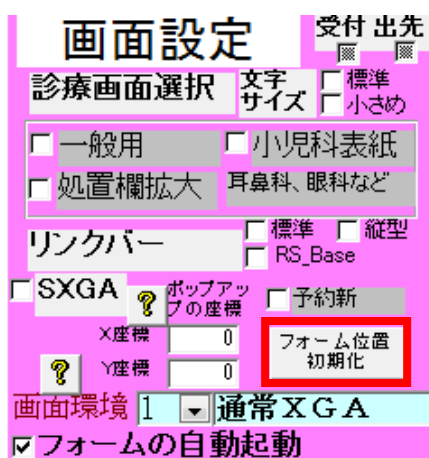 画面設定
受付 出先
診療画面選択
文字サイズ
標準
小さめ
一般用
小児科表紙
処置欄拡大
耳鼻科、眼科など
リンクバー
標準
縦型
RS_Base
SXGA
?
ポップアップの座標
予約新
X座標 0
?
Y座標 0
フォーム位置
初期化
画面環境 1 通常XGA
フォームの自動起動